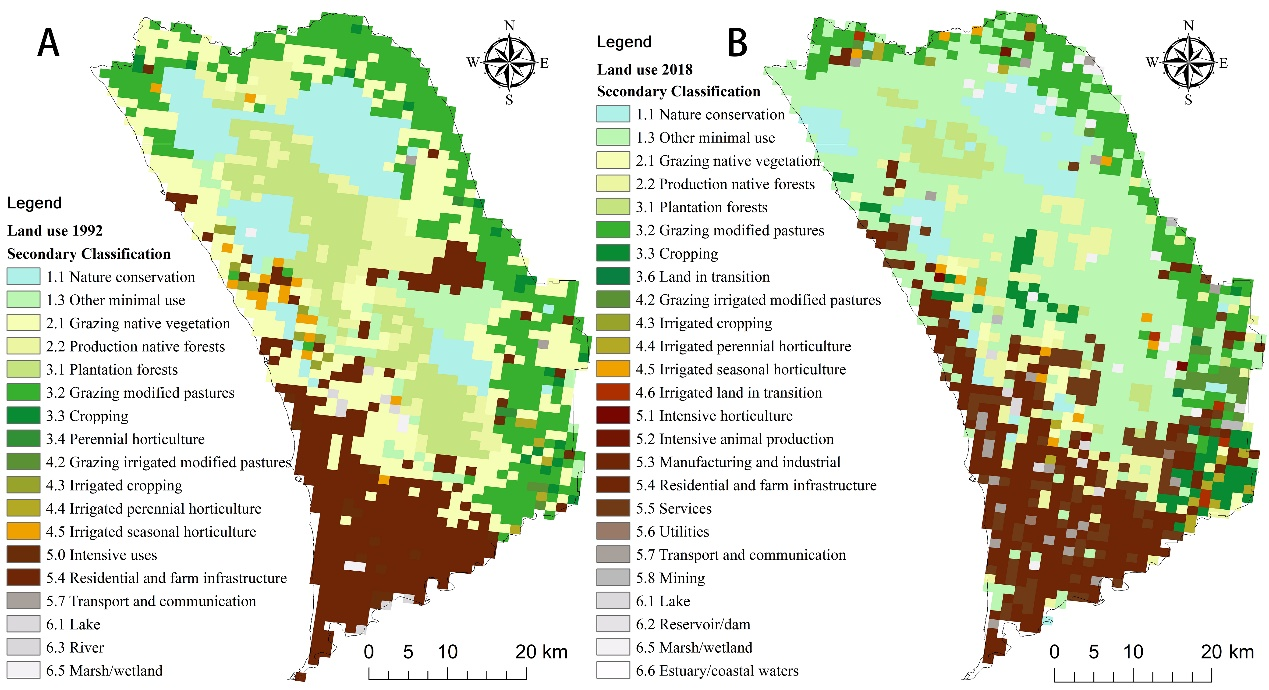 A
N
W E
S
Legend
Land use 1992
Secondary Classification
1.1 Nature conservation
1.3 Other minimal use
2.1 Grazing native vegetation
2.2 Production native forests
3.1 Plantation forests
3.2 Grazing modified pastures
3.3 Cropping
3.4 Perennial horticulture
4.2 Grazing irrigated modified pastures
4.3 Irrigated cropping
4.4 Irrigated perennial horticulture
4.5 Irrigated seasonal horticulture
5.0 Intensive uses
5.4 Residential and farm infrastructure
5.7 Transport and communication
6.1 Lake
6.3 River
6.5 Marsh/wetland
0 5 10 20 km
B
N
W E
S
Legend
Land use 2018
Secondary Classification
1.1 Nature conservation
1.3 Other minimal use
2.1 Grazing native vegetation
2.2 Production native forests
3.1 Plantation forests
3.2 Grazing modified pastures
3.3 Cropping
3.6 Land in transition
4.2 Grazing irrigated modified pastures
4.3 Irrigated cropping
4.4 Irrigated perennial horticulture
4.5 Irrigated seasonal horticulture
4.6 Irrigated land in transition
5.1 Intensive horticulture
5.2 Intensive animal production
5.3 Manufacturing and industrial
5.4 Residential and farm infrastructure
5.5 Services
5.6 Utilities
5.7 Transport and communication
5.8 Mining
6.1 Lake
6.2 Reservoir/dam
6.5 Marsh/wetland
6.6 Estuary/coastal waters
0 5 10 20 km